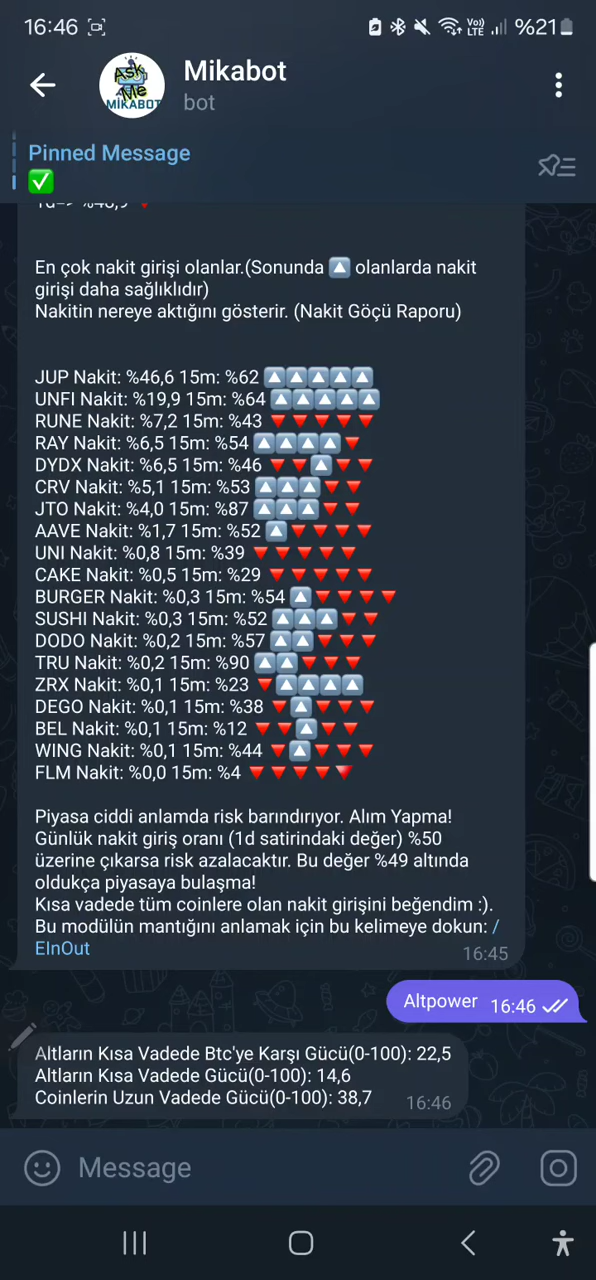 16:46 %21
Vo))
LTE
Ask
Me
MİKABOT
Mikabot
bot
Pinned Message
✅
En çok nakit girişi olanlar.(Sonunda 🔼 olanlarda nakit
girişi daha sağlıklıdır)
Nakitin nereye aktığını gösterir. (Nakit Göçü Raporu)
JUP Nakit: %46,6 15m: %62 🔼🔼🔼🔼🔼
UNFI Nakit: %19,9 15m: %64 🔼🔼🔼🔼🔼
RUNE Nakit: %7,2 15m: %43 🔻🔻🔻🔻🔻
RAY Nakit: %6,5 15m: %54 🔼🔼🔼🔼🔻
DYDX Nakit: %6,5 15m: %46 🔻🔻🔼🔻🔻
CRV Nakit: %5,1 15m: %53 🔼🔼🔼🔻🔻
JTO Nakit: %4,0 15m: %87 🔼🔼🔼🔻🔻
AAVE Nakit: %1,7 15m: %52 🔼🔻🔻🔻🔻
UNI Nakit: %0,8 15m: %39 🔻🔻🔻🔻🔻
CAKE Nakit: %0,5 15m: %29 🔻🔻🔻🔻🔻
BURGER Nakit: %0,3 15m: %54 🔼🔻🔻🔻🔻
SUSHI Nakit: %0,3 15m: %52 🔼🔼🔼🔻🔻
DODO Nakit: %0,2 15m: %57 🔼🔼🔻🔻🔻
TRU Nakit: %0,2 15m: %90 🔼🔼🔻🔻🔻
ZRX Nakit: %0,1 15m: %23 🔻🔼🔼🔼🔼
DEGO Nakit: %0,1 15m: %38 🔻🔼🔻🔻🔻
BEL Nakit: %0,1 15m: %12 🔻🔻🔼🔻🔻
WING Nakit: %0,1 15m: %44 🔻🔼🔻🔻🔻
FLM Nakit: %0,0 15m: %4 🔻🔻🔻🔻🔻
Piyasa ciddi anlamda risk barındırıyor. Alım Yapma!
Günlük nakit giriş oranı (1d satirindaki değer) %50
üzerine çıkarsa risk azalacaktır. Bu değer %49 altında
oldukça piyasaya bulaşma!
Kısa vadede tüm coinlere olan nakit girişini beğendim :).
Bu modülün mantığını anlamak için bu kelimeye dokun: /
EInOut
16:45
Altpower 16:46
Altların Kısa Vadede Btc'ye Karşı Gücü(0-100): 22,5
Altların Kısa Vadede Gücü(0-100): 14,6
Coinlerin Uzun Vadede Gücü(0-100): 38,7
16:46
Message